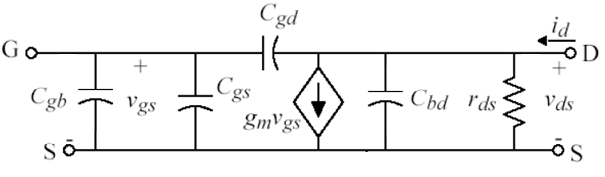 C_gd
i_d
G
D
+
+
C_gb
v_gs
C_gs
g_m v_gs
C_bd
r_ds
v_ds
S
-
-
S